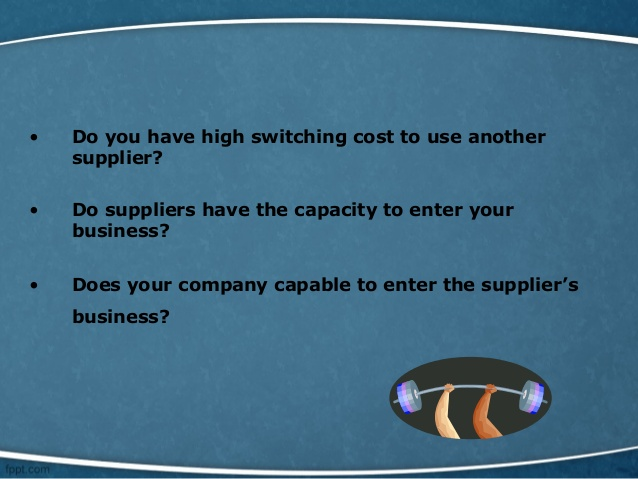 • Do you have high switching cost to use another
supplier?
• Do suppliers have the capacity to enter your
business?
• Does your company capable to enter the supplier’s
business?
fppt.com